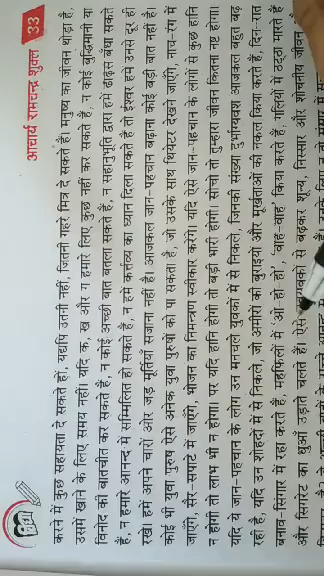 आचार्य रामचन्द्र शुक्ल 33
करने में कुछ सहायता दे सकते हों, यद्यपि उतनी नहीं, जितनी गहरे मित्र दे सकते हैं। मनुष्य का जीवन थोड़ा है,
उसमें खोने के लिए समय नहीं। यदि क, ख और ग हमारे लिए कुछ नहीं कर सकते हैं, न कोई बुद्धिमानी या
विनोद की बातचीत कर सकते हैं, न कोई अच्छी बात बतला सकते हैं, न सहानुभूति द्वारा हमें ढाढ़स बँधा सकते
हैं, न हमारे आनन्द में सम्मिलित हो सकते हैं, न हमें कर्त्तव्य का ध्यान दिला सकते हैं तो ईश्वर हमें उनसे दूर ही
रखे। हमें अपने चारों ओर जड़ मूर्तियाँ सजाना नहीं है। आजकल जान-पहचान बढ़ाना कोई बड़ी बात नहीं है।
कोई भी युवा पुरुष ऐसे अनेक युवा पुरुषों को पा सकता है, जो उसके साथ थियेटर देखने जाएँगे, नाच-रंग में
जाएँगे, सैर-सपाटे में जाएँगे, भोजन का निमन्त्रण स्वीकार करेंगे। यदि ऐसे जान-पहचान के लोगों से कुछ हानि
न होगी तो लाभ भी न होगा। पर यदि हानि होगी तो बड़ी भारी होगी। सोचो तो तुम्हारा जीवन कितना नष्ट होगा।
यदि ये जान-पहचान के लोग उन मनचले युवकों में से निकले, जिनकी संख्या दुर्भाग्यवश आजकल बहुत बढ़
रही है, यदि उन शोहदों में से निकले, जो अमीरों की बुराइयों और मूर्खताओं की नकल किया करते हैं, दिन-रात
बनाव-सिंगार में रहा करते हैं, महफिलों में 'ओ हो हो', 'वाह-वाह' किया करते हैं, गलियों में ठट्ठा मारते हैं
और सिगरेट का धुआँ उड़ाते चलते हैं। ऐसे युवकों से बढ़कर शून्य, निस्सार और शोचनीय जीवन